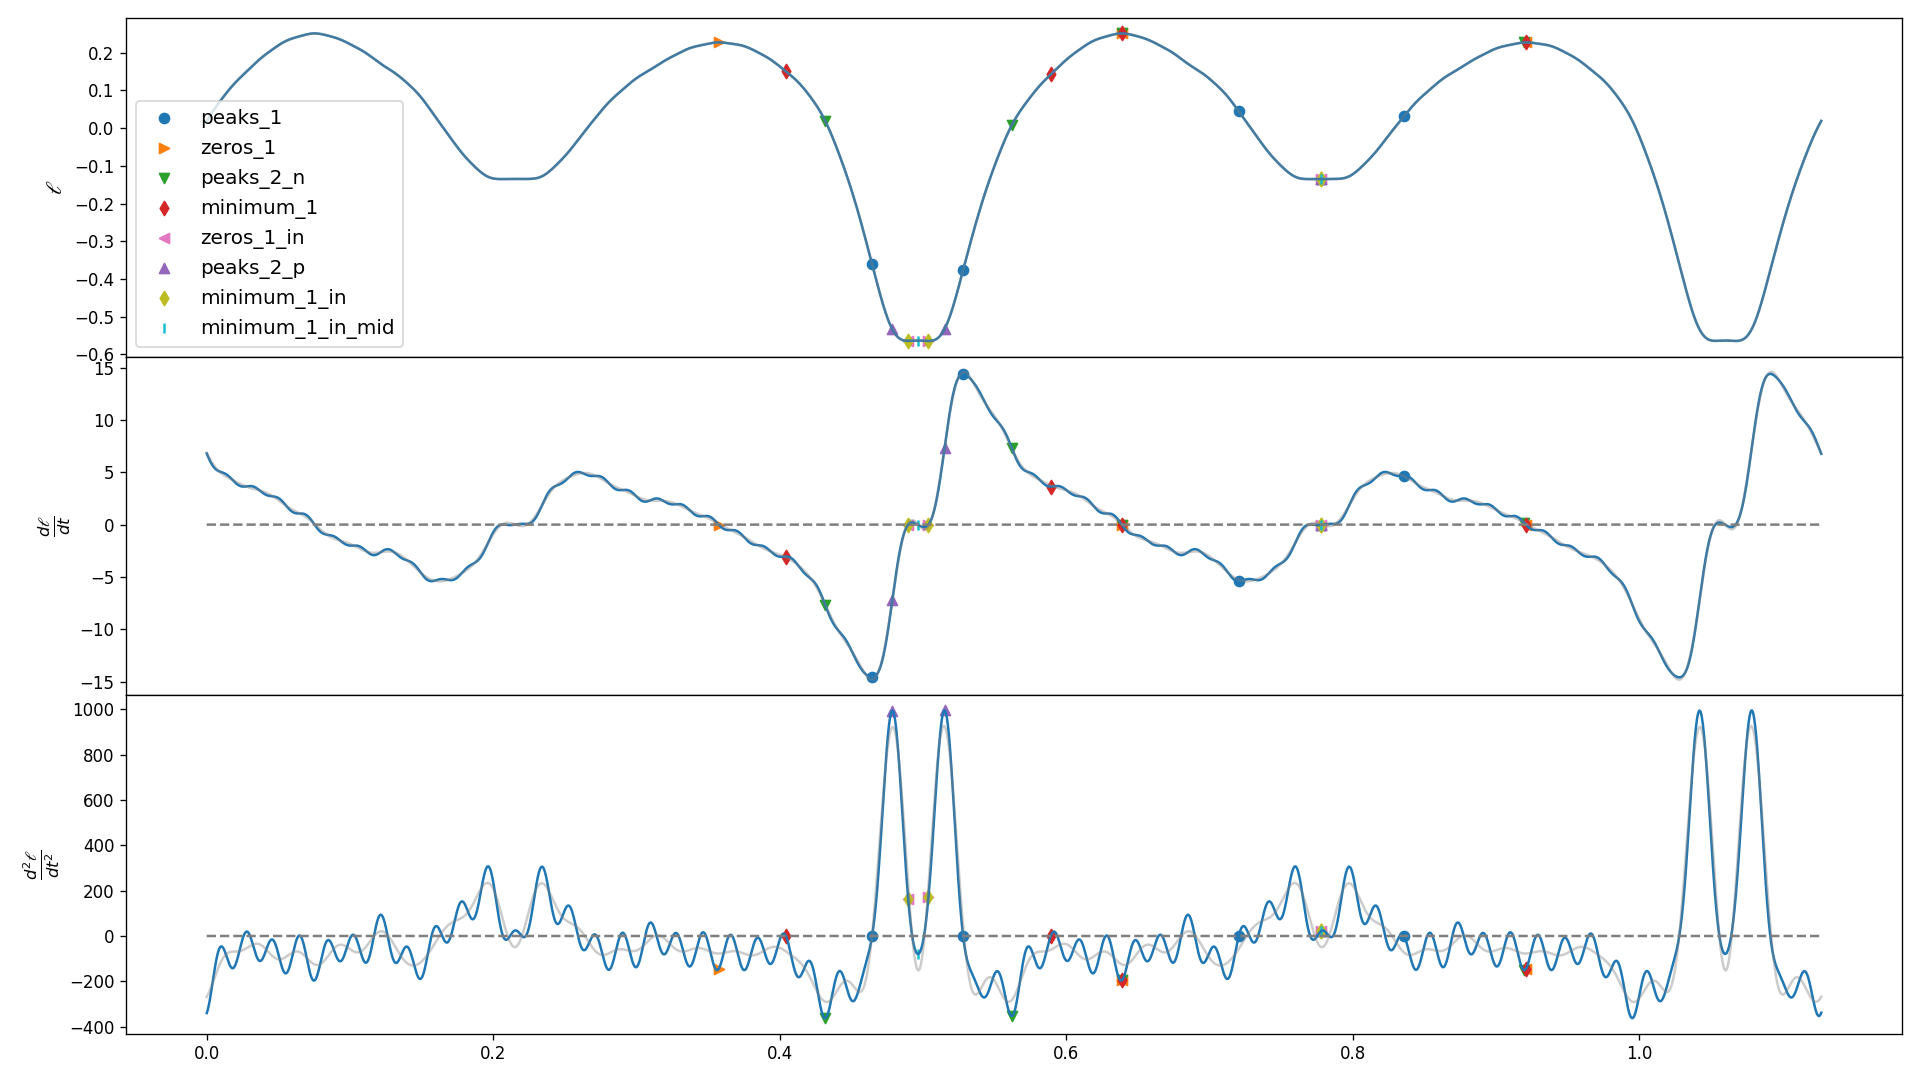 0.2
0.1
0.0
−0.1
−0.2
−0.3
−0.4
−0.5
−0.6
ℓ
peaks_1
zeros_1
peaks_2_n
minimum_1
zeros_1_in
peaks_2_p
minimum_1_in
minimum_1_in_mid
15
10
5
0
−5
−10
−15
dℓ
dt
1000
800
600
400
200
0
−200
−400
d²ℓ
dt²
0.0 0.2 0.4 0.6 0.8 1.0